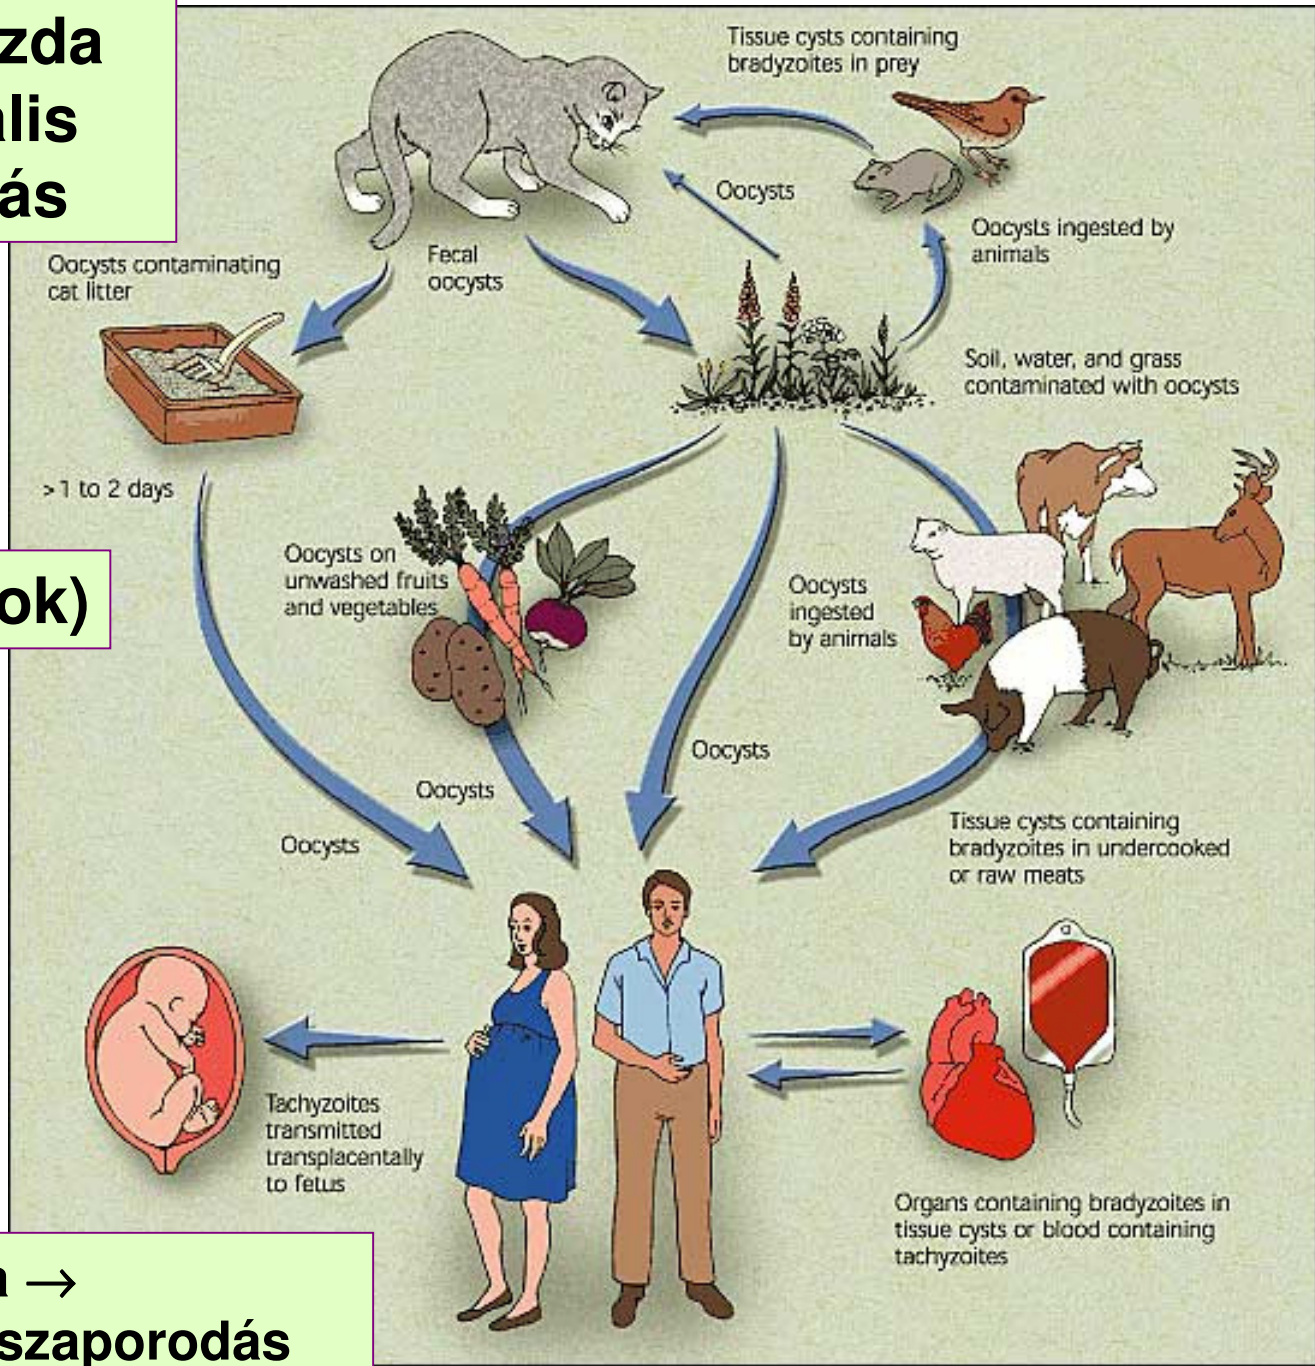 zda
alis
ás
Tissue cysts containing
bradyzoites in prey
Oocysts
Oocysts ingested by
animals
Fecal
oocysts
Oocysts contaminating
cat litter
Soil, water, and grass
contaminated with oocysts
>1 to 2 days
ok)
Oocysts on
unwashed fruits
and vegetables
Oocysts
ingested
by animals
Oocysts
Oocysts
Oocysts
Tissue cysts containing
bradyzoites in undercooked
or raw meats
Tachyzoites
transmitted
transplacentally
to fetus
Organs containing bradyzoites in
tissue cysts or blood containing
tachyzoites
a →
szaporodás